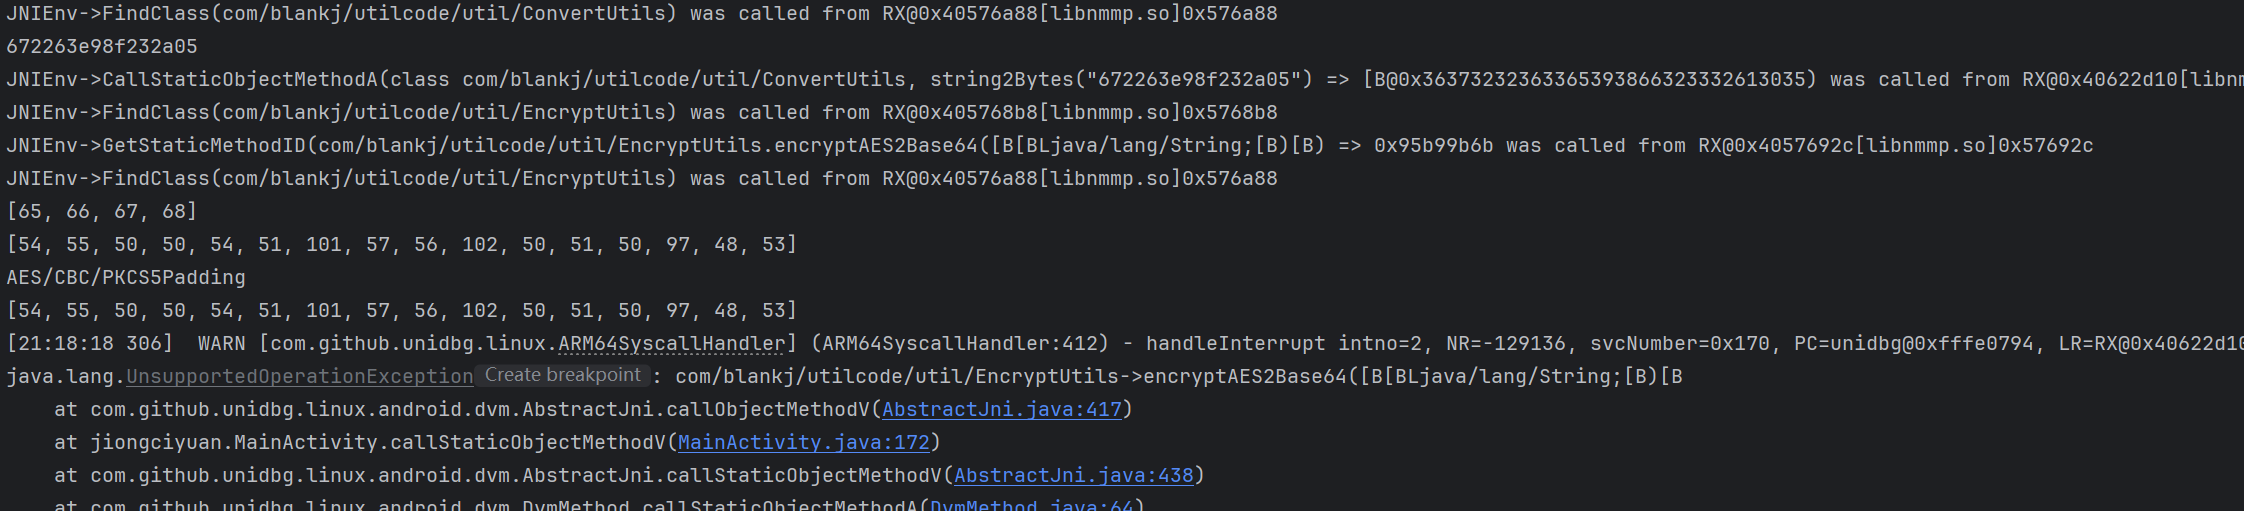 JNIEnv->FindClass(com/blankj/utilcode/util/ConvertUtils) was called from RX@0x40576a88[libnmmp.so]0x576a88
672263e98f232a05
JNIEnv->CallStaticObjectMethodA(class com/blankj/utilcode/util/ConvertUtils, string2Bytes("672263e98f232a05") => [B@0x36373232363365393866323332613035) was called from RX@0x40622d10[libnm
JNIEnv->FindClass(com/blankj/utilcode/util/EncryptUtils) was called from RX@0x405768b8[libnmmp.so]0x5768b8
JNIEnv->GetStaticMethodID(com/blankj/utilcode/util/EncryptUtils.encryptAES2Base64([B[BLjava/lang/String;[B)[B) => 0x95b99b6b was called from RX@0x4057692c[libnmmp.so]0x57692c
JNIEnv->FindClass(com/blankj/utilcode/util/EncryptUtils) was called from RX@0x40576a88[libnmmp.so]0x576a88
[65, 66, 67, 68]
[54, 55, 50, 50, 54, 51, 101, 57, 56, 102, 50, 51, 50, 97, 48, 53]
AES/CBC/PKCS5Padding
[54, 55, 50, 50, 54, 51, 101, 57, 56, 102, 50, 51, 50, 97, 48, 53]
[21:18:18 306]  WARN [com.github.unidbg.linux.ARM64SyscallHandler] (ARM64SyscallHandler:412) - handleInterrupt intno=2, NR=-129136, svcNumber=0x170, PC=unidbg@0xfffe0794, LR=RX@0x40622d10
java.lang.UnsupportedOperationException Create breakpoint : com/blankj/utilcode/util/EncryptUtils->encryptAES2Base64([B[BLjava/lang/String;[B)[B
at com.github.unidbg.linux.android.dvm.AbstractJni.callObjectMethodV(AbstractJni.java:417)
at jiongciyuan.MainActivity.callStaticObjectMethodV(MainActivity.java:172)
at com.github.unidbg.linux.android.dvm.AbstractJni.callStaticObjectMethodV(AbstractJni.java:438)
at com.github.unidbg.linux.android.dvm.DvmMethod.callStaticObjectMethodA(DvmMethod.java:64)